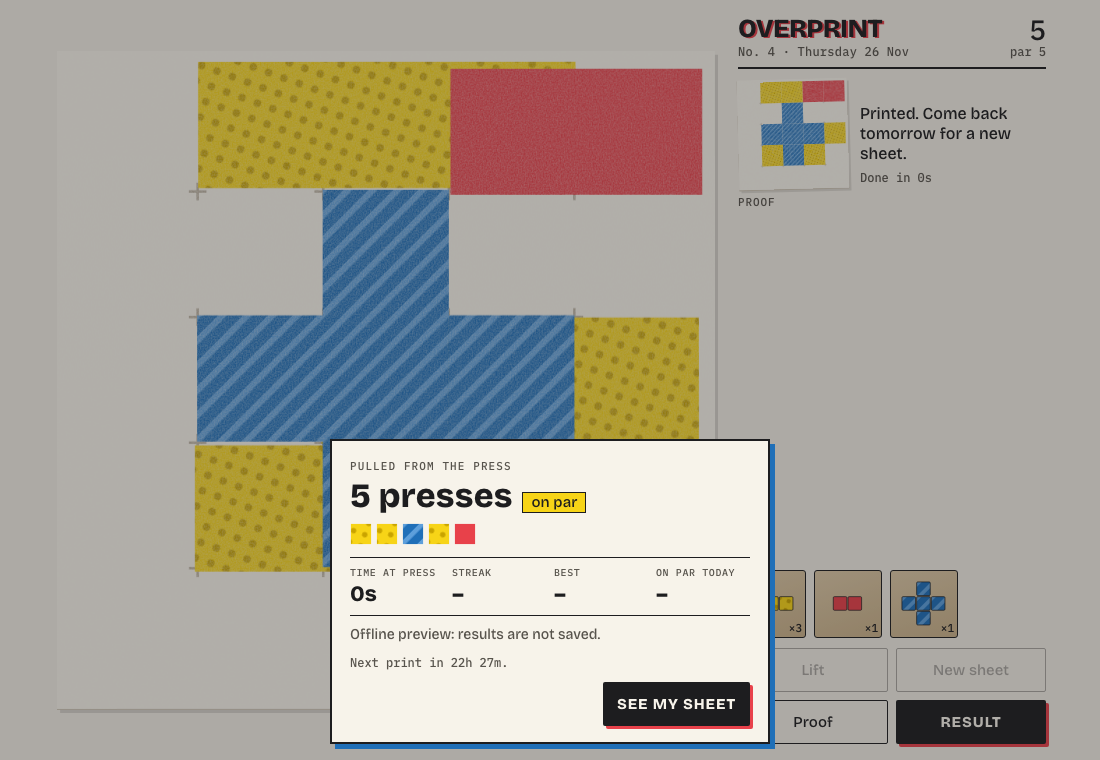 OVERPRINT
5
No. 4 · Thursday 26 Nov
par 5
Printed. Come back
tomorrow for a new
sheet.
Done in 0s
PROOF
PULLED FROM THE PRESS
5 presses
on par
TIME AT PRESS STREAK BEST ON PAR TODAY
0s – – –
Offline preview: results are not saved.
Next print in 22h 27m.
SEE MY SHEET
×3 ×1 ×1
Lift New sheet
Proof RESULT